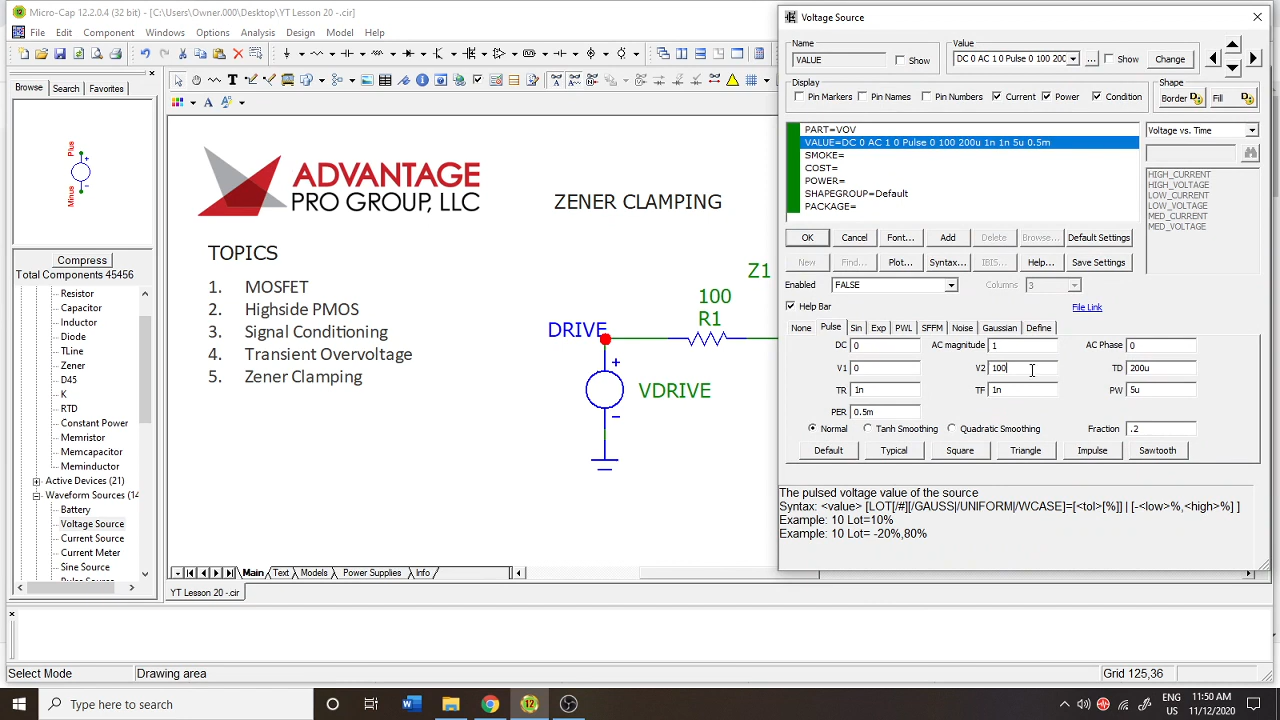 Micro-Cap 12.2.0.4 (32 bit) - [C:\Users\Owner.000\Desktop\YT Lesson 20 -.cir]
File Edit Component Windows Options Analysis Design Model Help
Browse Search Favorites
Plus
Minus
Compress
Total Components 45456
Resistor
Capacitor
Inductor
Diode
TLine
Zener
D45
K
RTD
Constant Power
Memristor
Memcapacitor
Meminductor
Active Devices (21)
Waveform Sources (14
Battery
Voltage Source
Current Source
Current Meter
Sine Source
ADVANTAGE
PRO GROUP, LLC
ZENER CLAMPING
TOPICS
1. MOSFET
2. Highside PMOS
3. Signal Conditioning
4. Transient Overvoltage
5. Zener Clamping
Z1
100
R1
DRIVE
VDRIVE
Main Text Models Power Supplies Info
YT Lesson 20 -.cir
Voltage Source
Name
VALUE
Show
Value
DC 0 AC 1 0 Pulse 0 100 200
...
Show
Change
Display
Pin Markers Pin Names Pin Numbers Current Power Condition
Shape
Border Fill
PART=VOV
VALUE=DC 0 AC 1 0 Pulse 0 100 200u 1n 1n 5u 0.5m
SMOKE=
COST=
POWER=
SHAPEGROUP=Default
PACKAGE=
Voltage vs. Time
HIGH_CURRENT
HIGH_VOLTAGE
LOW_CURRENT
LOW_VOLTAGE
MED_CURRENT
MED_VOLTAGE
OK Cancel Font... Add Delete Browse... Default Settings
New Find... Plot... Syntax... IBIS... Help... Save Settings
Enabled FALSE Columns 3
Help Bar File Link
None Pulse Sin Exp PWL SFFM Noise Gaussian Define
DC 0 AC magnitude 1 AC Phase 0
V1 0 V2 100 TD 200u
TR 1n TF 1n PW 5u
PER 0.5m
Normal Tanh Smoothing Quadratic Smoothing Fraction .2
Default Typical Square Triangle Impulse Sawtooth
The pulsed voltage value of the source
Syntax: <value> [LOT[/#][/GAUSS|/UNIFORM|/WCASE]=[<tol>[%]] | [-<low>%,<high>%] ]
Example: 10 Lot=10%
Example: 10 Lot= -20%,80%
Select Mode Drawing area Grid 125,36
Type here to search
12
ENG
US
11:50 AM
11/12/2020